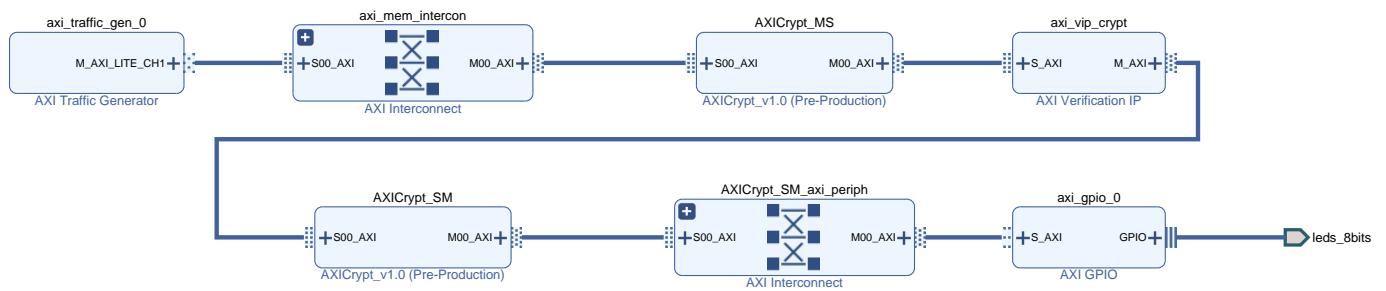 axi_traffic_gen_0
M_AXI_LITE_CH1
AXI Traffic Generator
axi_mem_intercon
S00_AXI
M00_AXI
AXI Interconnect
AXICrypt_MS
S00_AXI
M00_AXI
AXICrypt_v1.0 (Pre-Production)
axi_vip_crypt
S_AXI
M_AXI
AXI Verification IP
AXICrypt_SM
S00_AXI
M00_AXI
AXICrypt_v1.0 (Pre-Production)
AXICrypt_SM_axi_periph
S00_AXI
M00_AXI
AXI Interconnect
axi_gpio_0
S_AXI
GPIO
AXI GPIO
leds_8bits